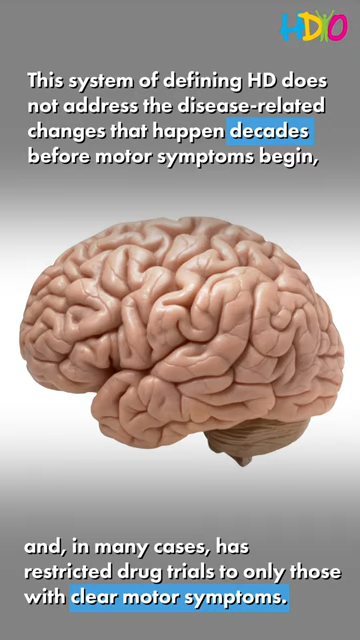 HDYO
This system of defining HD does
not address the disease-related
changes that happen decades
before motor symptoms begin,
and, in many cases, has
restricted drug trials to only those
with clear motor symptoms.